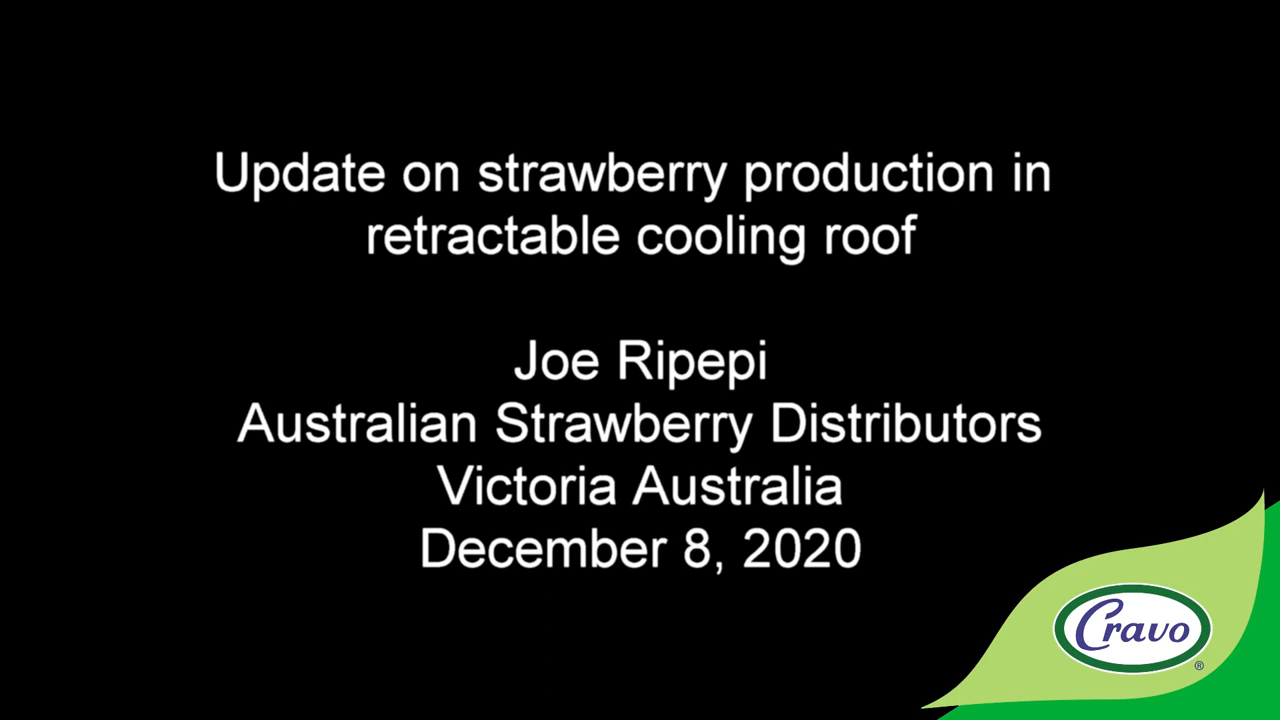 Update on strawberry production in
retractable cooling roof
Joe Ripepi
Australian Strawberry Distributors
Victoria Australia
December 8, 2020
Cravo
®